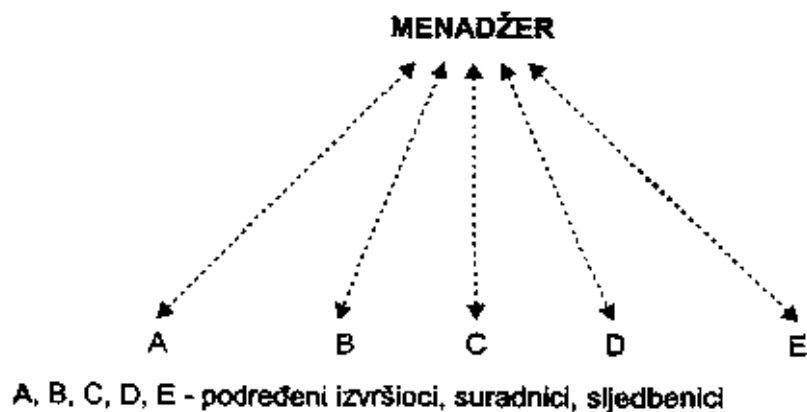 MENADŽER
A B C D E
A, B, C, D, E - podređeni izvršioci, suradnici, sljedbenici